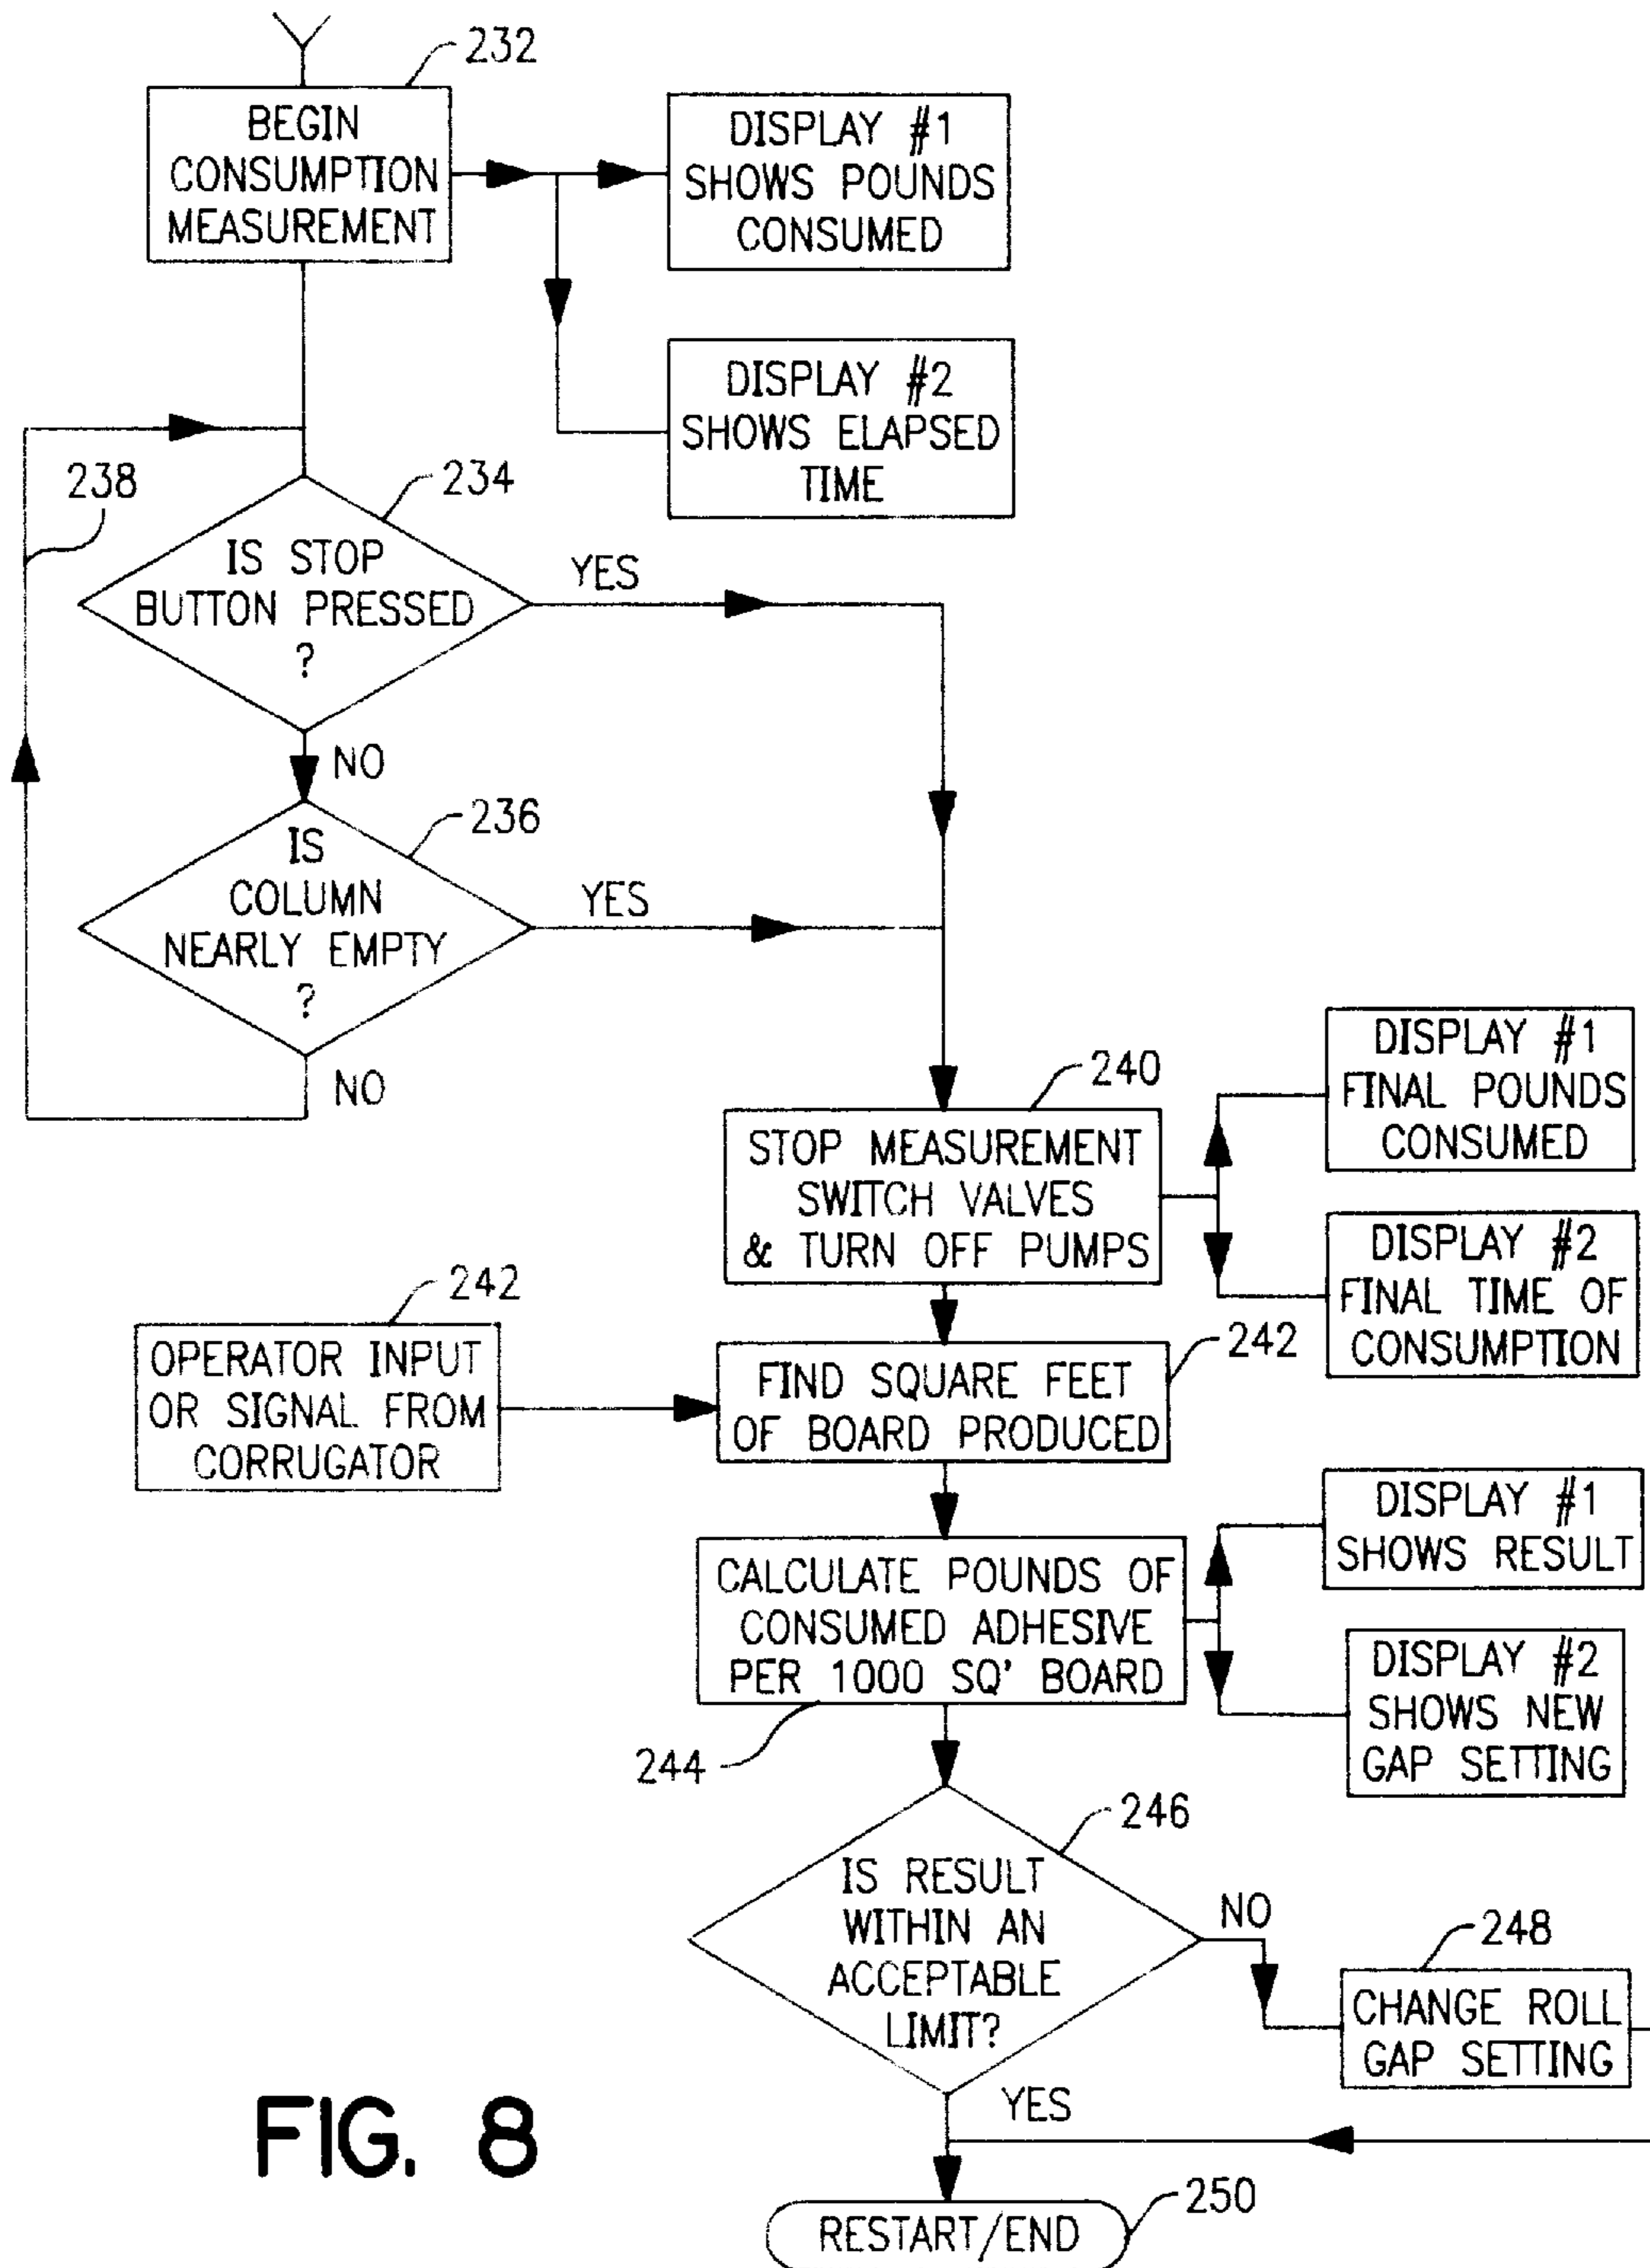 232
BEGIN
CONSUMPTION
MEASUREMENT
DISPLAY #1
SHOWS POUNDS
CONSUMED
DISPLAY #2
SHOWS ELAPSED
TIME
238
234
IS STOP
BUTTON PRESSED
?
YES
NO
236
IS
COLUMN
NEARLY EMPTY
?
YES
NO
240
STOP MEASUREMENT
SWITCH VALVES
& TURN OFF PUMPS
DISPLAY #1
FINAL POUNDS
CONSUMED
DISPLAY #2
FINAL TIME OF
CONSUMPTION
242
OPERATOR INPUT
OR SIGNAL FROM
CORRUGATOR
242
FIND SQUARE FEET
OF BOARD PRODUCED
CALCULATE POUNDS OF
CONSUMED ADHESIVE
PER 1000 SQ' BOARD
244
DISPLAY #1
SHOWS RESULT
DISPLAY #2
SHOWS NEW
GAP SETTING
246
IS RESULT
WITHIN AN
ACCEPTABLE
LIMIT?
NO
248
CHANGE ROLL
GAP SETTING
YES
250
RESTART/END
FIG. 8